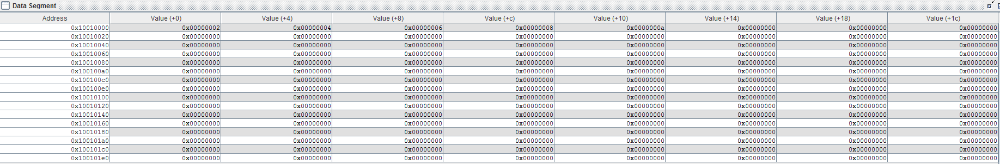 Data Segment
Address Value (+0) Value (+4) Value (+8) Value (+c) Value (+10) Value (+14) Value (+18) Value (+1c)
0x10010000 0x00000002 0x00000004 0x00000006 0x00000008 0x0000000a 0x00000000 0x00000000 0x00000000
0x10010020 0x00000000 0x00000000 0x00000000 0x00000000 0x00000000 0x00000000 0x00000000 0x00000000
0x10010040 0x00000000 0x00000000 0x00000000 0x00000000 0x00000000 0x00000000 0x00000000 0x00000000
0x10010060 0x00000000 0x00000000 0x00000000 0x00000000 0x00000000 0x00000000 0x00000000 0x00000000
0x10010080 0x00000000 0x00000000 0x00000000 0x00000000 0x00000000 0x00000000 0x00000000 0x00000000
0x100100a0 0x00000000 0x00000000 0x00000000 0x00000000 0x00000000 0x00000000 0x00000000 0x00000000
0x100100c0 0x00000000 0x00000000 0x00000000 0x00000000 0x00000000 0x00000000 0x00000000 0x00000000
0x100100e0 0x00000000 0x00000000 0x00000000 0x00000000 0x00000000 0x00000000 0x00000000 0x00000000
0x10010100 0x00000000 0x00000000 0x00000000 0x00000000 0x00000000 0x00000000 0x00000000 0x00000000
0x10010120 0x00000000 0x00000000 0x00000000 0x00000000 0x00000000 0x00000000 0x00000000 0x00000000
0x10010140 0x00000000 0x00000000 0x00000000 0x00000000 0x00000000 0x00000000 0x00000000 0x00000000
0x10010160 0x00000000 0x00000000 0x00000000 0x00000000 0x00000000 0x00000000 0x00000000 0x00000000
0x10010180 0x00000000 0x00000000 0x00000000 0x00000000 0x00000000 0x00000000 0x00000000 0x00000000
0x100101a0 0x00000000 0x00000000 0x00000000 0x00000000 0x00000000 0x00000000 0x00000000 0x00000000
0x100101c0 0x00000000 0x00000000 0x00000000 0x00000000 0x00000000 0x00000000 0x00000000 0x00000000
0x100101e0 0x00000000 0x00000000 0x00000000 0x00000000 0x00000000 0x00000000 0x00000000 0x00000000